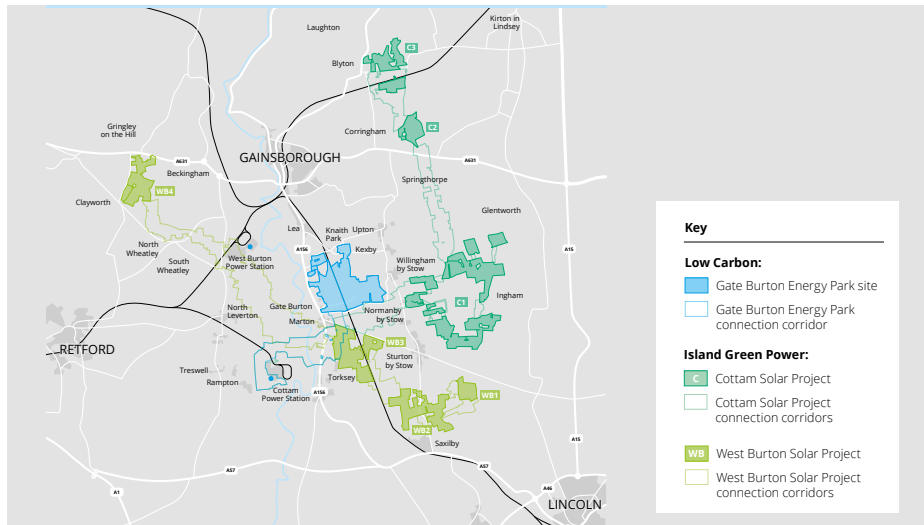 Laughton
Kirton in
Lindsey
C3
Blyton
C2
Corringham
Gringley
on the Hill
GAINSBOROUGH
A631
A631
Beckingham
Springthorpe
WB4
Clayworth
Glentworth
Lea
Knaith
Park
Upton
A156
Kexby
A15
North
Wheatley
South
Wheatley
West Burton
Power Station
Willingham
by Stow
C1
Ingham
Gate Burton
Normanby
by Stow
North
Leverton
Marton
WB3
RETFORD
Sturton
by Stow
Treswell
Rampton
Torksey
Cottam
Power Station
A156
WB1
WB2
Saxilby
A15
A57
A57
A1
A46
LINCOLN
Key
Low Carbon:
Gate Burton Energy Park site
Gate Burton Energy Park
connection corridor
Island Green Power:
C
Cottam Solar Project
Cottam Solar Project
connection corridors
WB
West Burton Solar Project
West Burton Solar Project
connection corridors